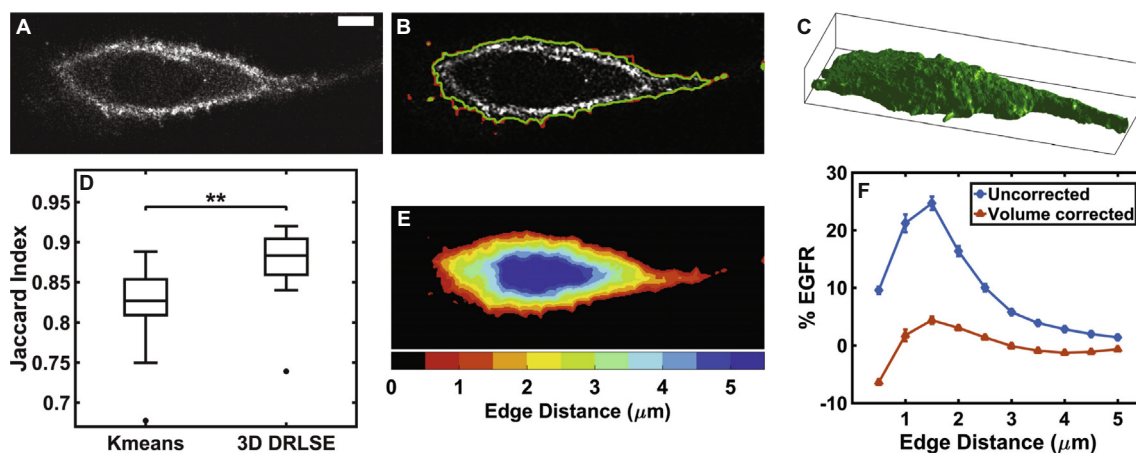 A
B
C
D
**
Jaccard Index
0.95
0.9
0.85
0.8
0.75
0.7
Kmeans
3D DRLSE
E
0 1 2 3 4 5
Edge Distance (μm)
F
Uncorrected
Volume corrected
% EGFR
30
20
10
0
-10
1 2 3 4 5
Edge Distance (μm)